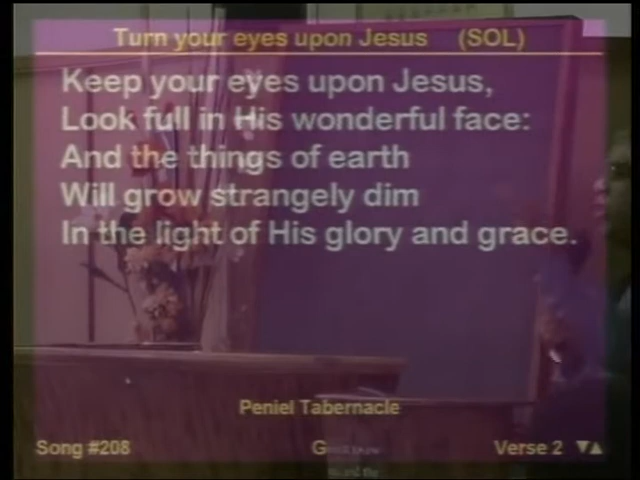 Turn your eyes upon Jesus (SOL)
Keep your eyes upon Jesus,
Look full in His wonderful face:
And the things of earth
Will grow strangely dim
In the light of His glory and grace.
Peniel Tabernacle
Song #208 G Verse 2 ▼▲